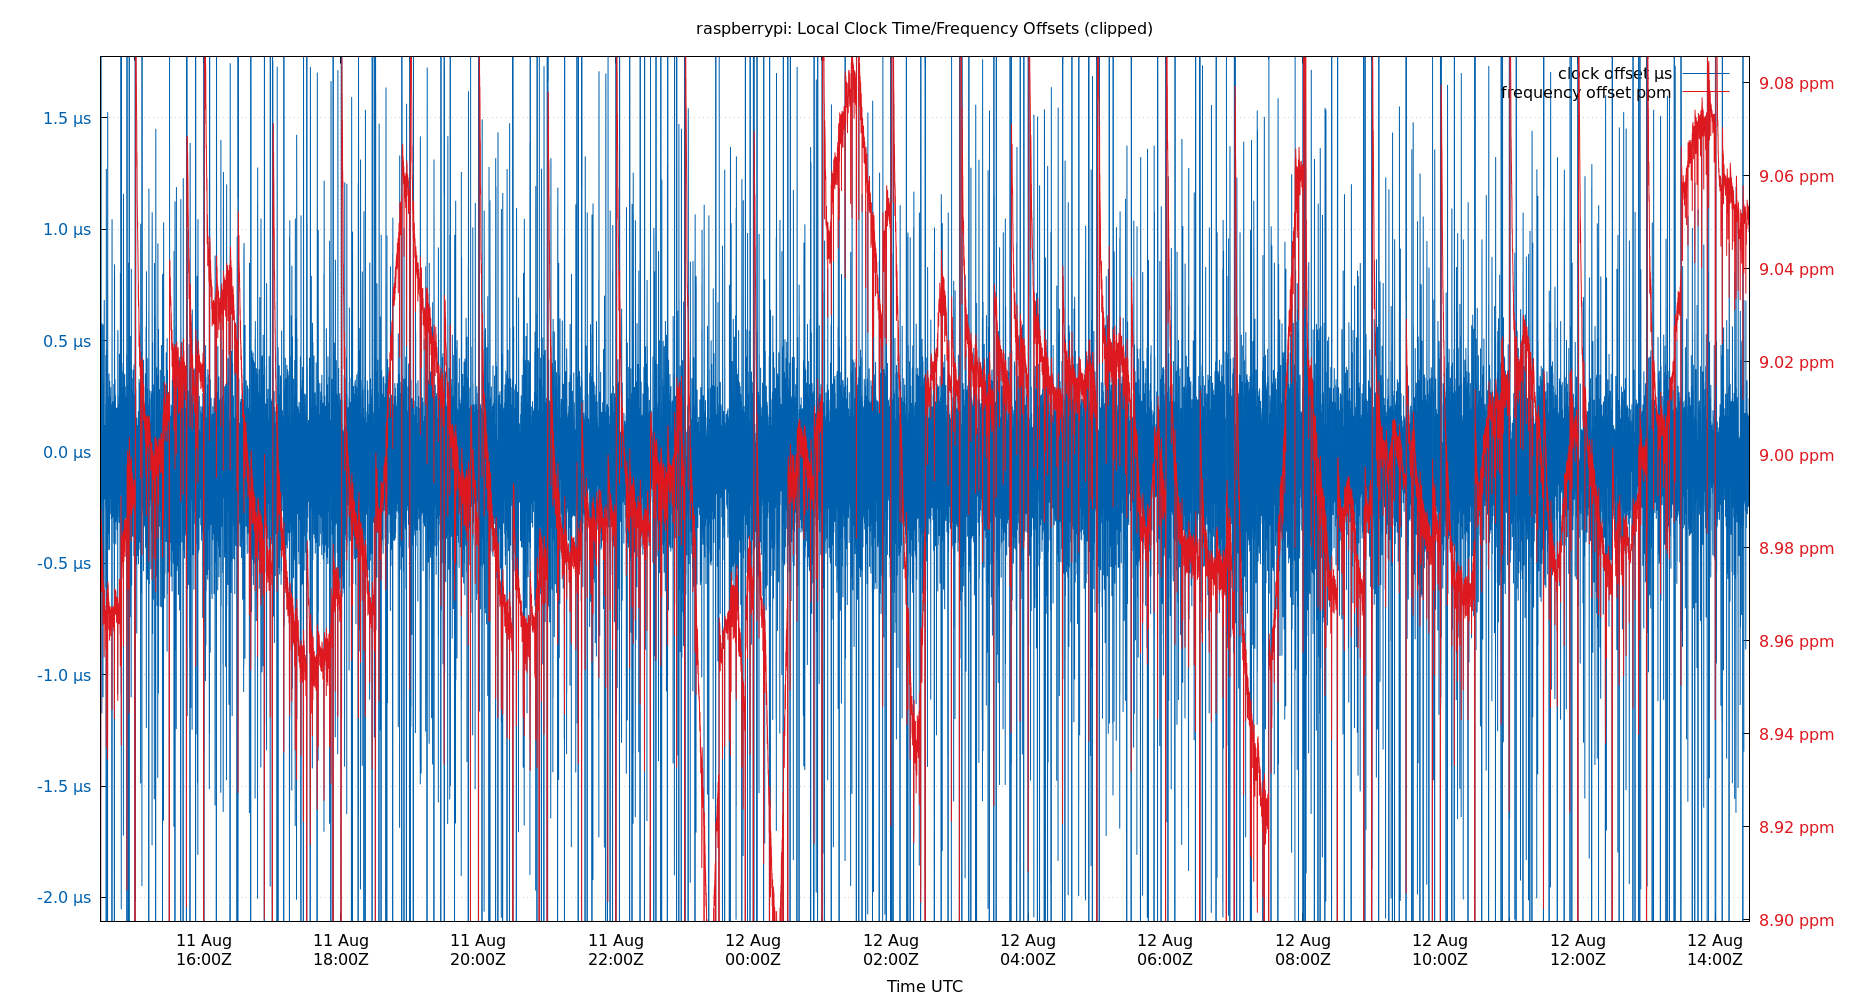 raspberrypi: Local Clock Time/Frequency Offsets (clipped)
clock offset µs
frequency offset ppm
1.5 µs
1.0 µs
0.5 µs
0.0 µs
-0.5 µs
-1.0 µs
-1.5 µs
-2.0 µs
9.08 ppm
9.06 ppm
9.04 ppm
9.02 ppm
9.00 ppm
8.98 ppm
8.96 ppm
8.94 ppm
8.92 ppm
8.90 ppm
11 Aug 11 Aug 11 Aug 11 Aug 12 Aug 12 Aug 12 Aug 12 Aug 12 Aug 12 Aug 12 Aug 12 Aug
16:00Z 18:00Z 20:00Z 22:00Z 00:00Z 02:00Z 04:00Z 06:00Z 08:00Z 10:00Z 12:00Z 14:00Z
Time UTC